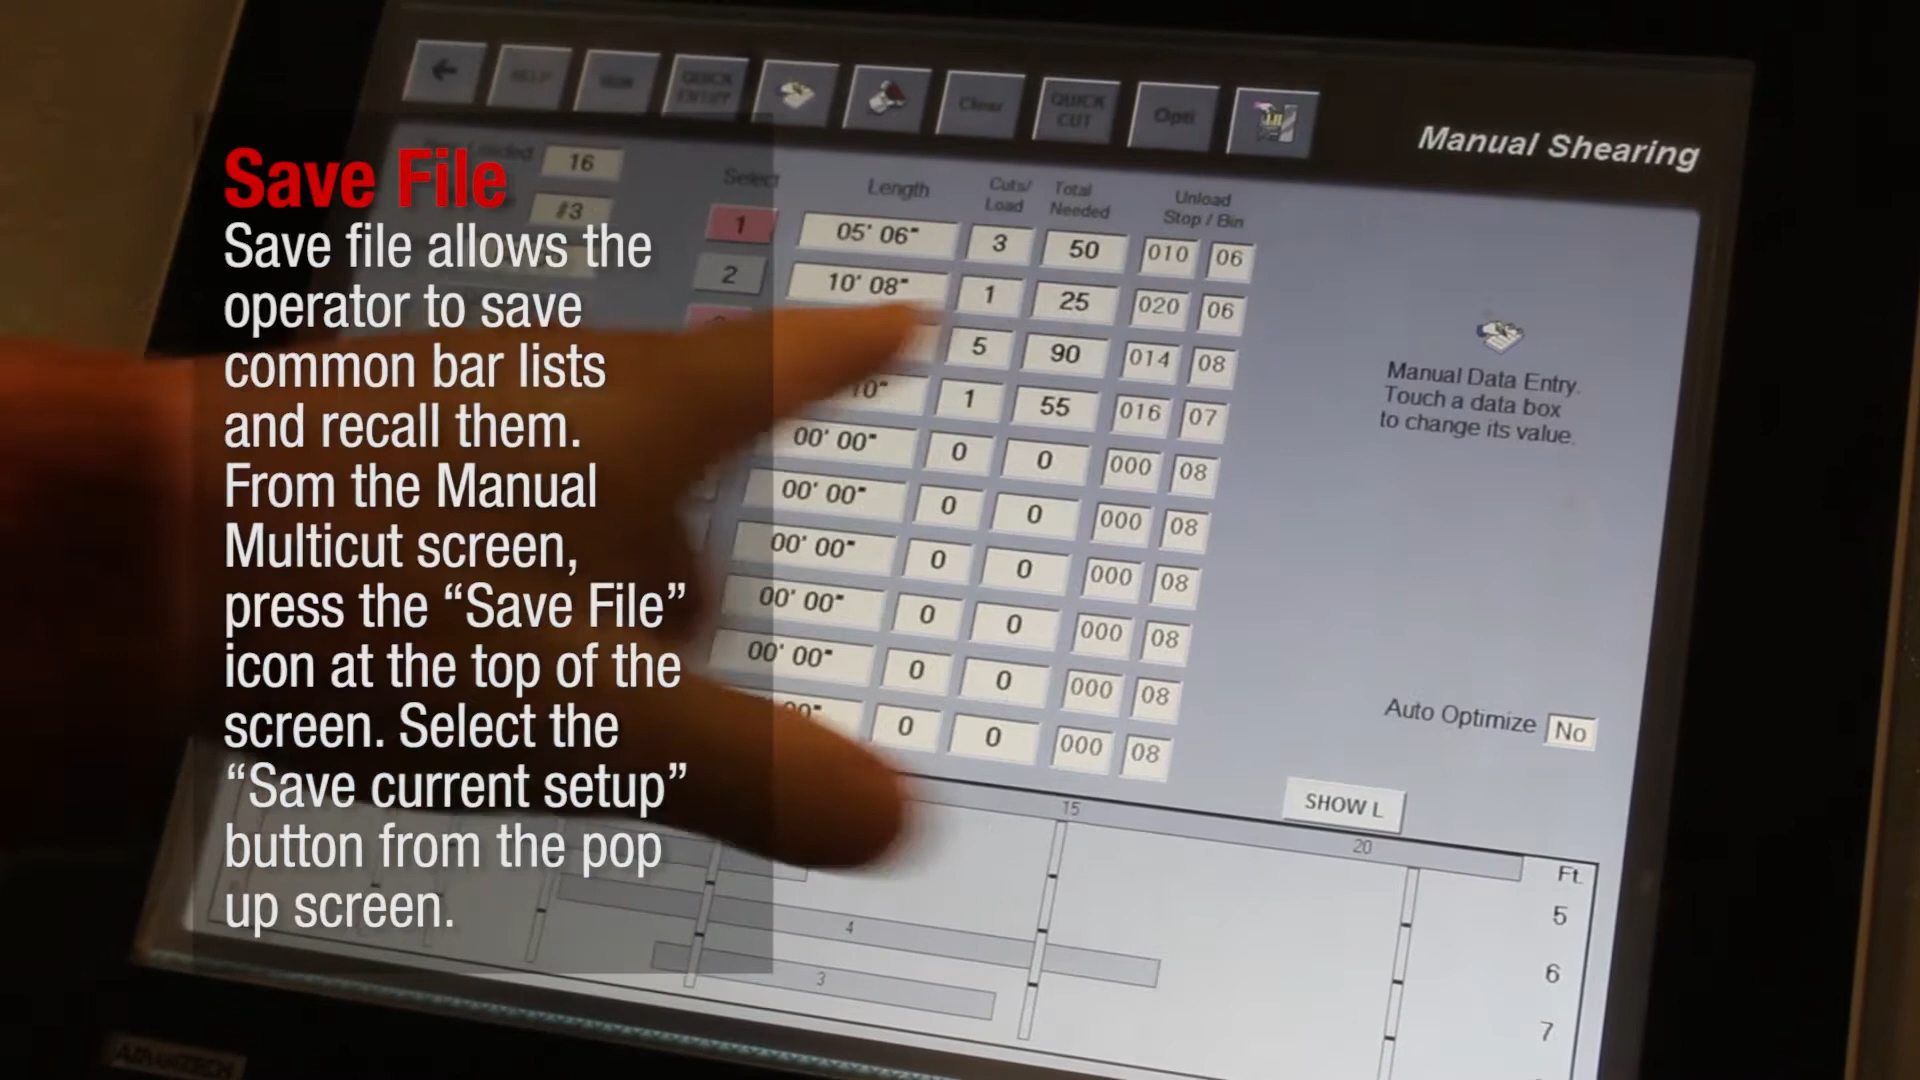 Save File
Save file allows the
operator to save
common bar lists
and recall them.
From the Manual
Multicut screen,
press the “Save File”
icon at the top of the
screen. Select the
“Save current setup”
button from the pop
up screen.
HELP
QUICK ENTRY
Clear
QUICK CUT
Opti
Manual Shearing
16
#3
Select
Length
Cuts/ Load
Total Needed
Unload Stop / Bin
1 05' 06" 3 50 010 06
2 10' 08" 1 25 020 06
5 90 014 08
10" 1 55 016 07
00' 00" 0 0 000 08
00' 00" 0 0 000 08
00' 00" 0 0 000 08
00' 00" 0 0 000 08
00' 00" 0 0 000 08
00" 0 0 000 08
Manual Data Entry.
Touch a data box
to change its value.
Auto Optimize No
SHOW L
15
20
Ft.
5
4
6
3
7
ADVANTECH